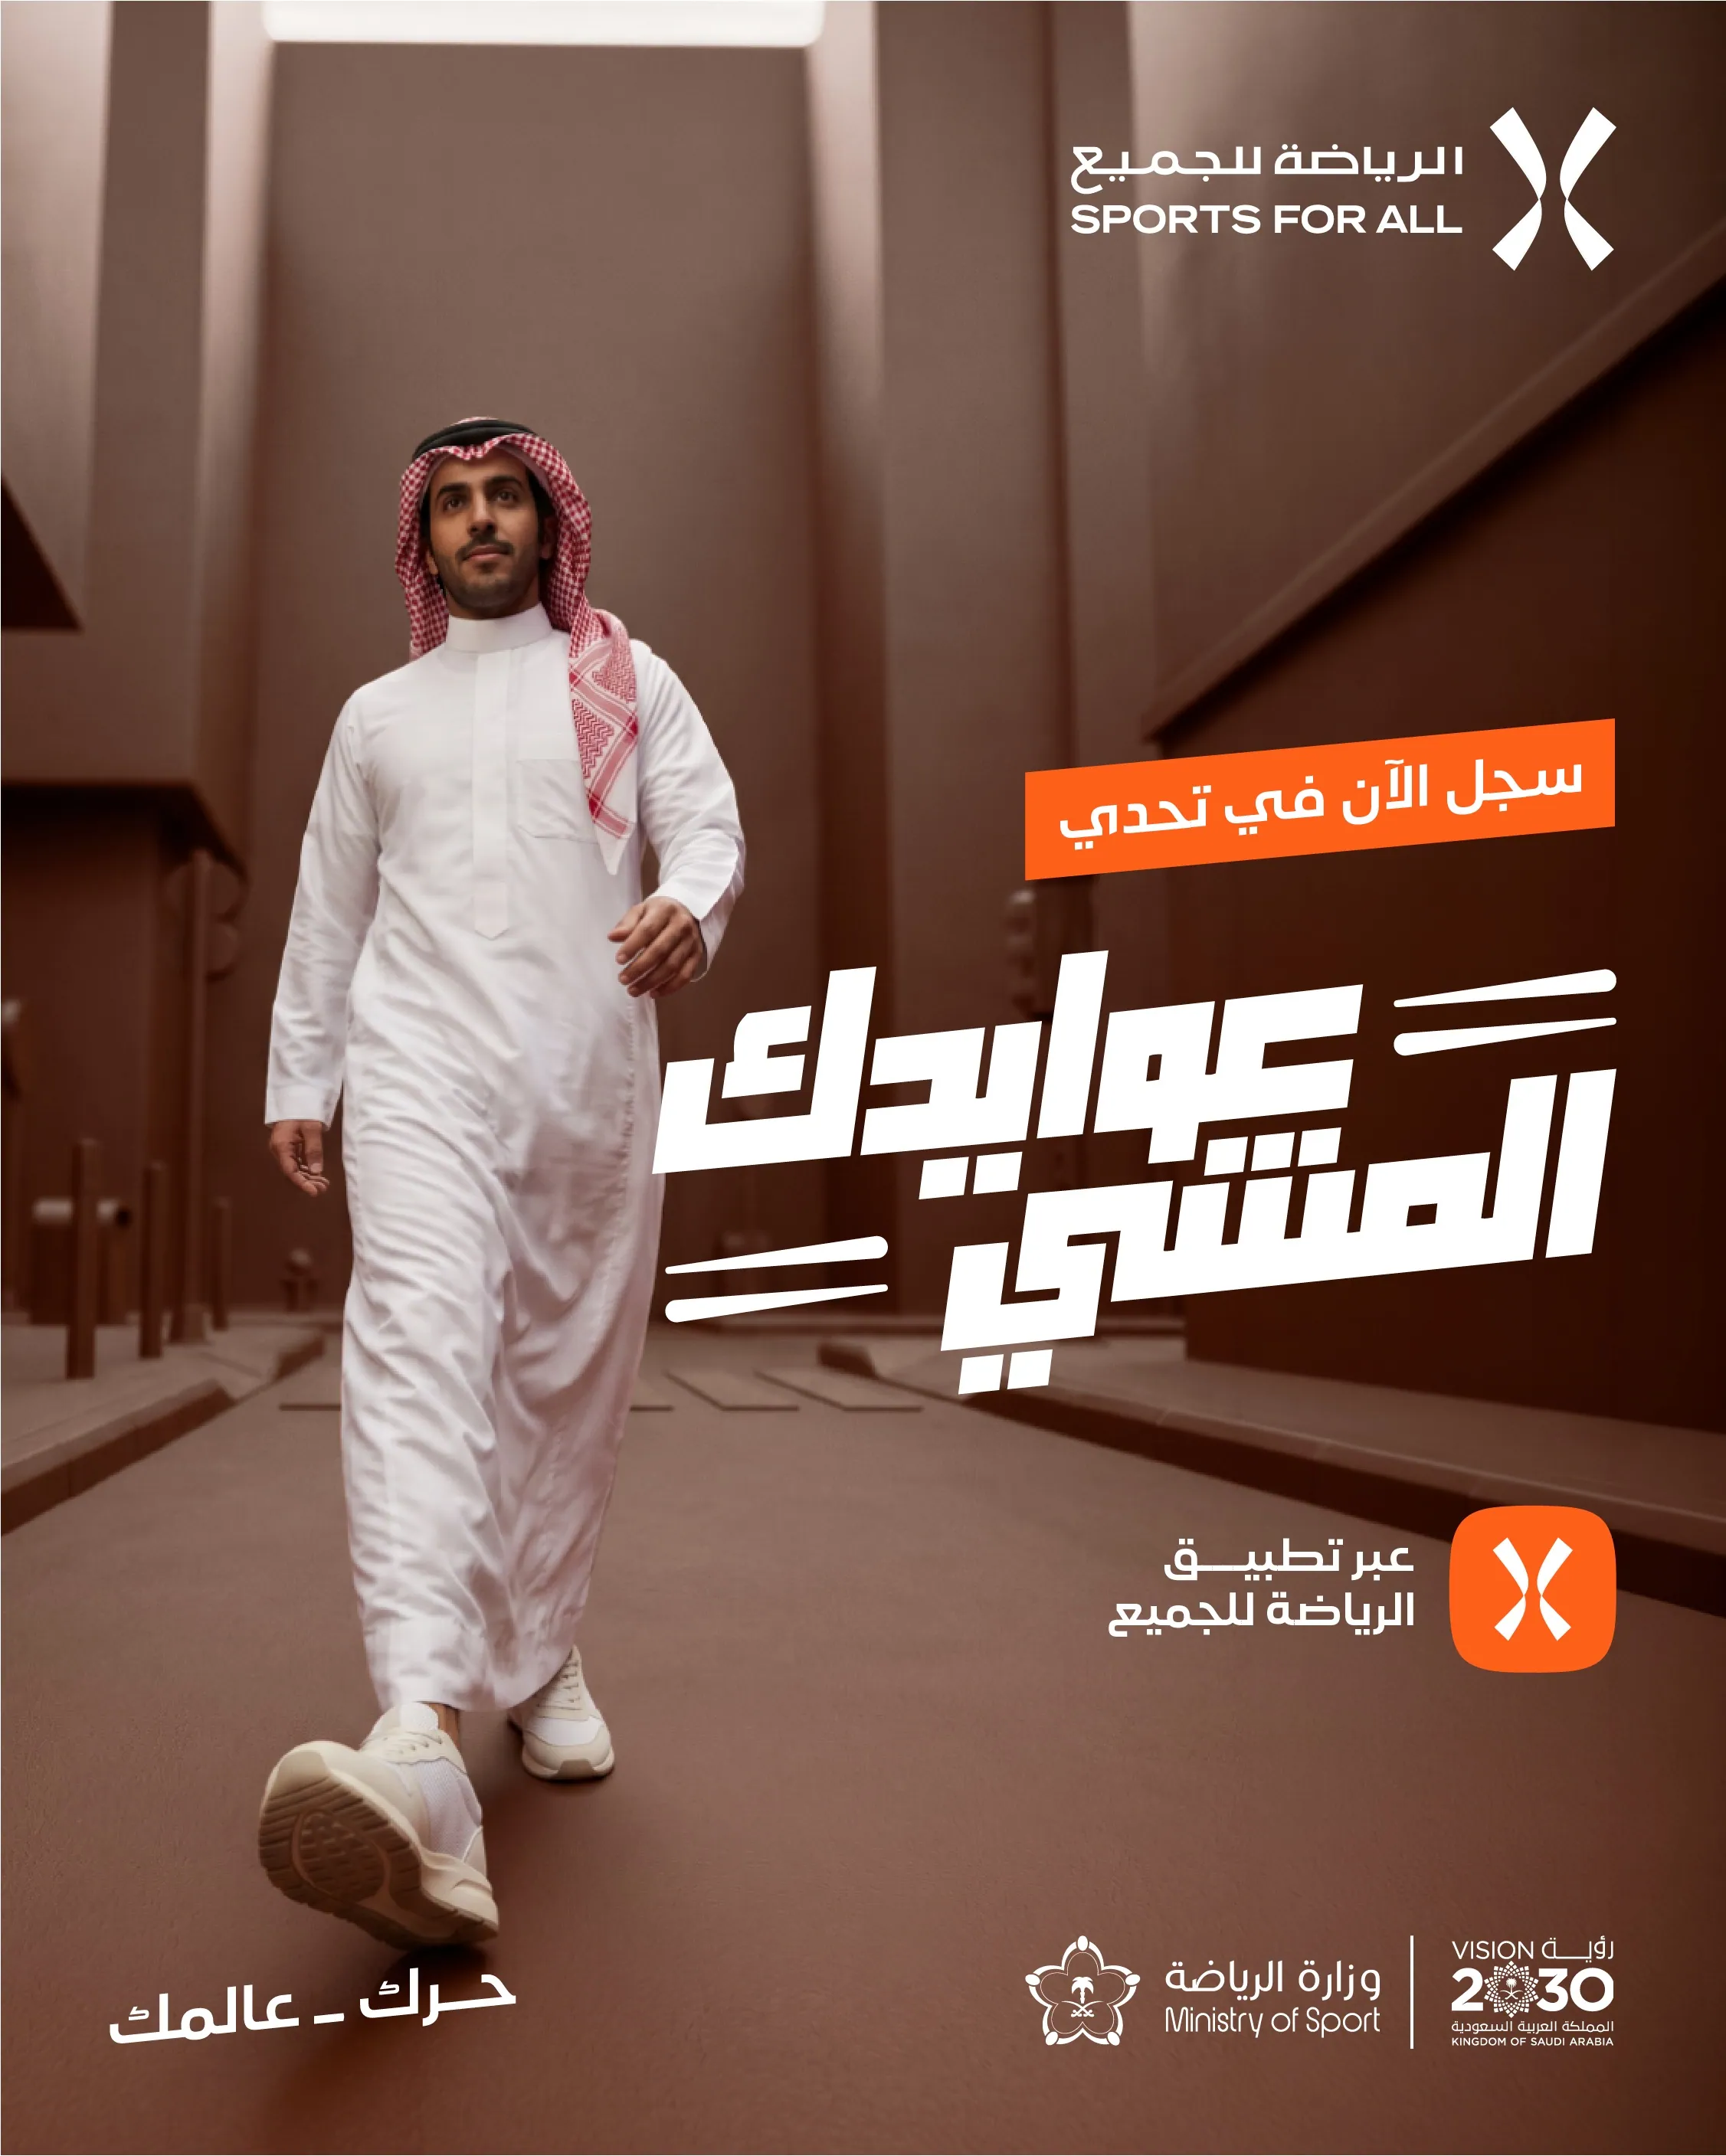 الرياضة للجميع
SPORTS FOR ALL
سجل الآن في تحدي
عوايدك
المشي
عبر تطبيــق
الرياضة للجميع
حـرك - عالمك
وزارة الرياضة
Ministry of Sport
VISION رؤيــة
2030
المملكة العربية السعودية
KINGDOM OF SAUDI ARABIA